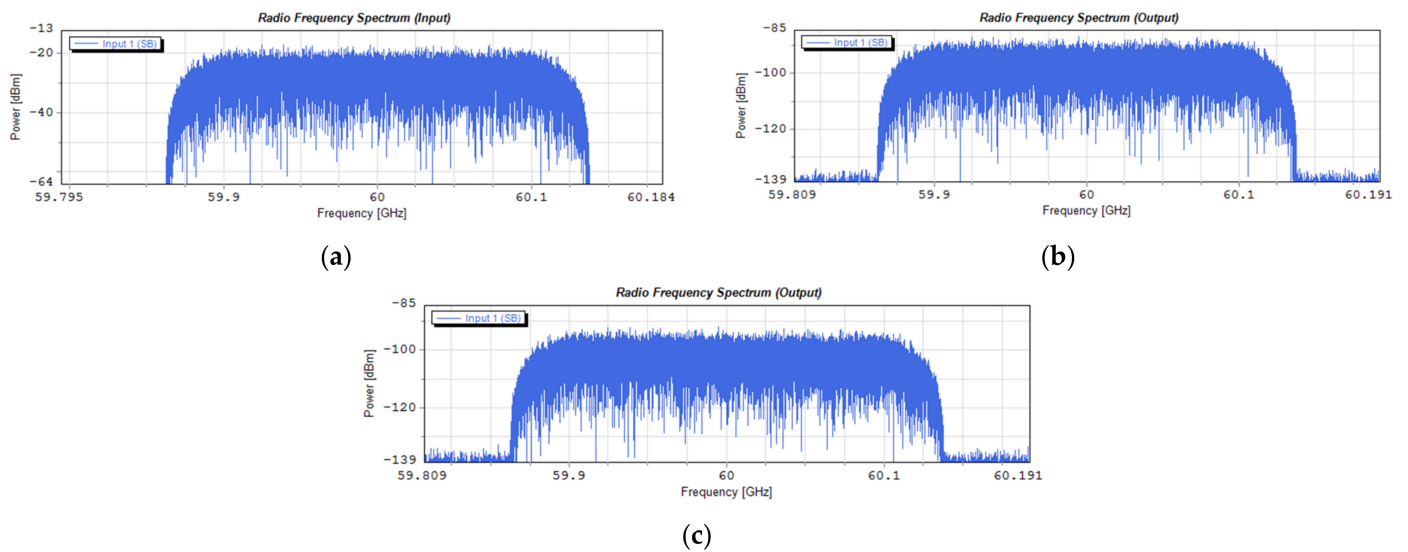 Radio Frequency Spectrum (Input)
−13
−20
−40
−64
Power [dBm]
Input 1 (SB)
59.795
59.9
60
60.1
60.184
Frequency [GHz]
(a)
Radio Frequency Spectrum (Output)
−85
−100
−120
−139
Power [dBm]
Input 1 (SB)
59.809
59.9
60
60.1
60.191
Frequency [GHz]
(b)
Radio Frequency Spectrum (Output)
−85
−100
−120
−139
Power [dBm]
Input 1 (SB)
59.809
59.9
60
60.1
60.191
Frequency [GHz]
(c)